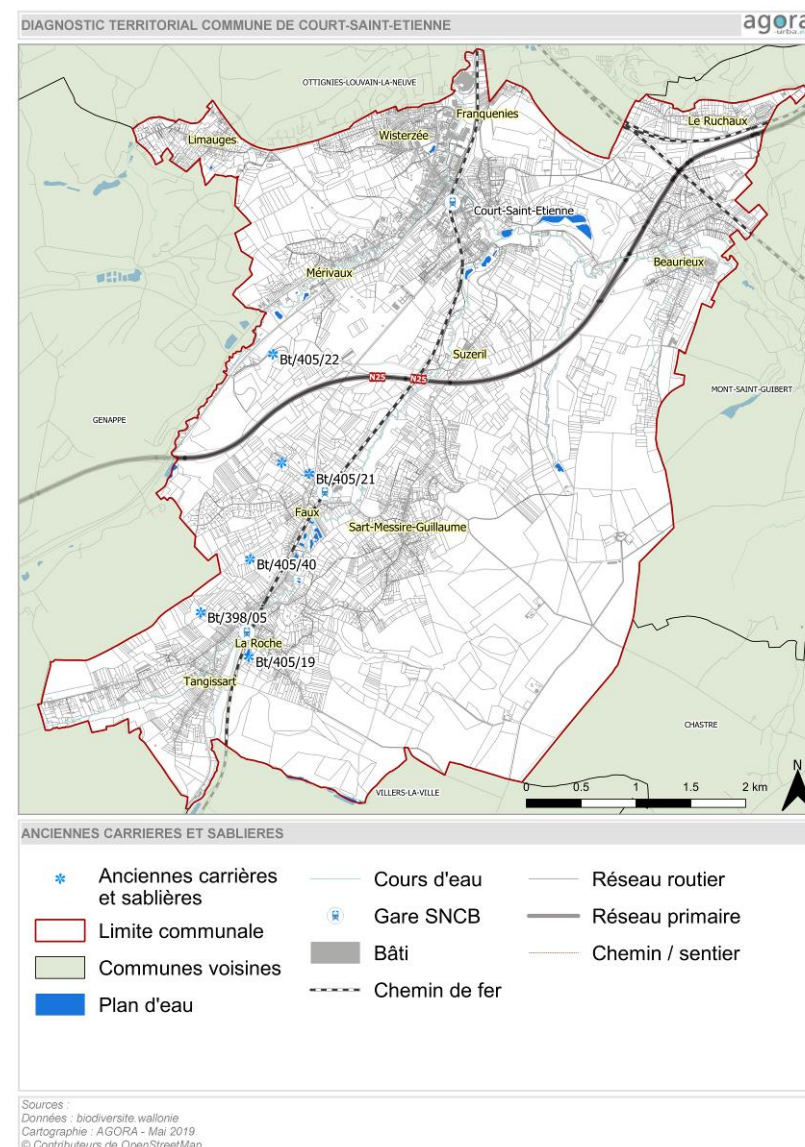 DIAGNOSTIC TERRITORIAL COMMUNE DE COURT-SAINT-ETIENNE
agora
OTTIGNIES-LOUVAIN-LA-NEUVE
Franquenies
Le Ruchaux
Wisterzée
Limauges
Court-Saint-Etienne
Mérivaux
Beaurieux
Bt/405/22
Suzeril
N25
N25
MONT-SAINT-GUIBERT
GENAPPE
Bt/405/21
Faux
Sart-Messire-Guillaume
Bt/405/40
Bt/398/05
La Roche
Bt/405/19
Tangissart
CHASTRE
VILLERS-LA-VILLE
N
0 0.5 1 1.5 2 km
ANCIENNES CARRIERES ET SABLIERES
Anciennes carrières
et sablières
Limite communale
Communes voisines
Plan d'eau
Cours d'eau
Gare SNCB
Bâti
Chemin de fer
Réseau routier
Réseau primaire
Chemin / sentier
Sources :
Données : biodiversite.wallonie
Cartographie : AGORA - Mai 2019
© Contributeurs de OpenStreetMap